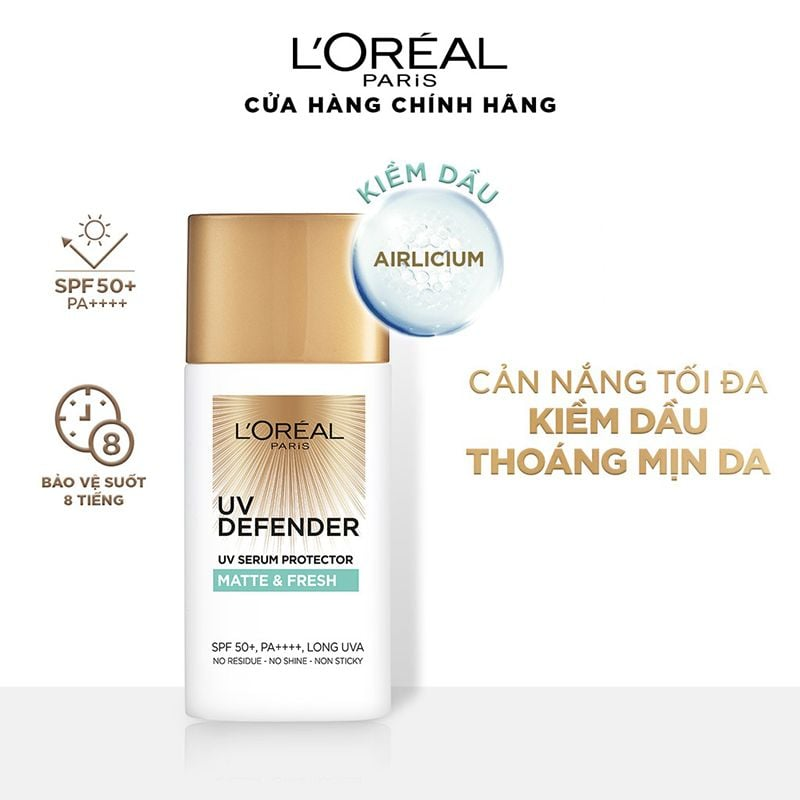 L'ORÉAL
PARiS
CỬA HÀNG CHÍNH HÃNG
KIỀM DẦU
AIRLICIUM
SPF 50+
PA++++
8
BẢO VỆ SUỐT
8 TIẾNG
CẢN NẮNG TỐI ĐA
KIỀM DẦU
THOÁNG MỊN DA
L'ORÉAL
PARiS
UV
DEFENDER
UV SERUM PROTECTOR
MATTE & FRESH
SPF 50+, PA++++, LONG UVA
NO RESIDUE - NO SHINE - NON STICKY